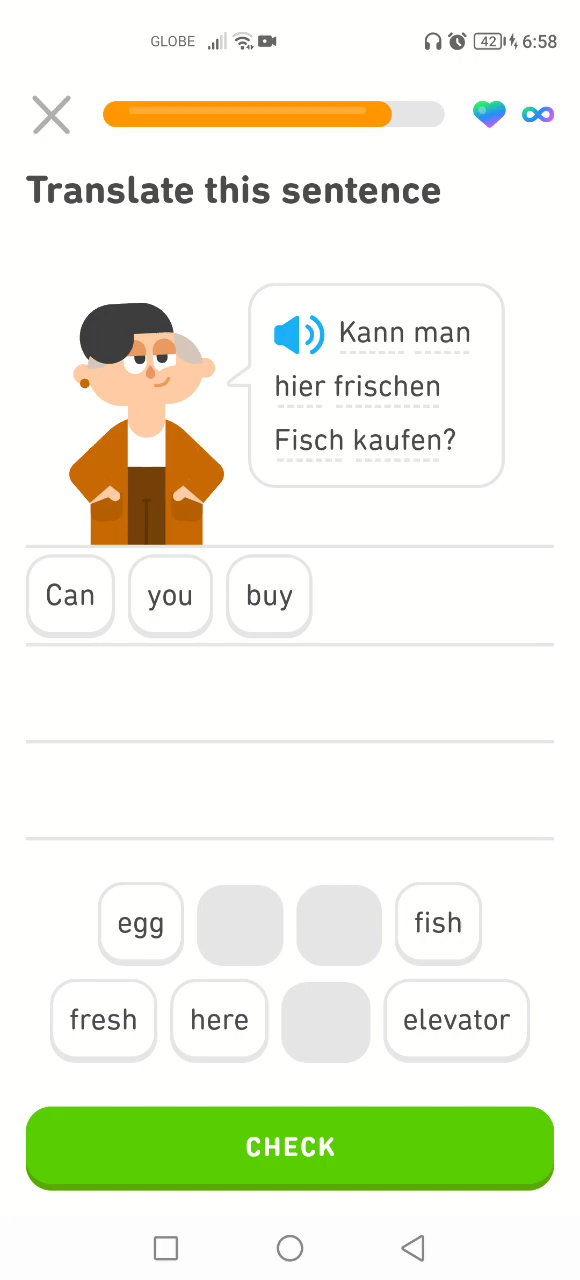 GLOBE 42 6:58
Translate this sentence
Kann man
hier frischen
Fisch kaufen?
Can you buy
egg fish
fresh here elevator
CHECK